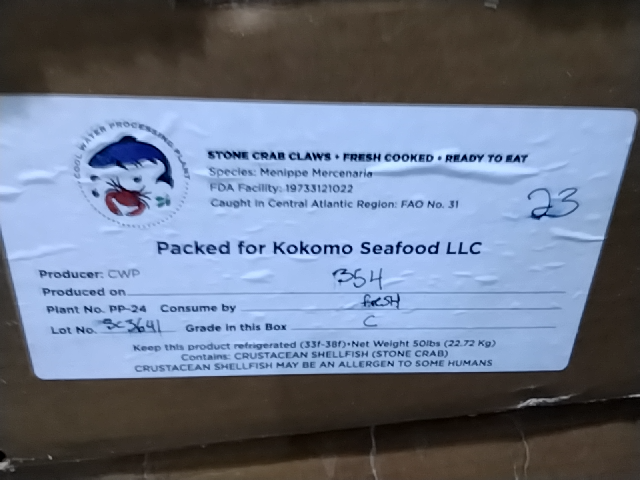 COOL WATER PROCESSING PLANT
STONE CRAB CLAWS • FRESH COOKED • READY TO EAT
Species: Menippe Mercenaria
FDA Facility: 19733121022
Caught in Central Atlantic Region: FAO No. 31
23
Packed for Kokomo Seafood LLC
Producer: CWP
354
Produced on
Plant No. PP-24 Consume by fresh
Lot No. SC3641 Grade in this Box C
Keep this product refrigerated (33f-38f)•Net Weight 50lbs (22.72 Kg)
Contains: CRUSTACEAN SHELLFISH (STONE CRAB)
CRUSTACEAN SHELLFISH MAY BE AN ALLERGEN TO SOME HUMANS